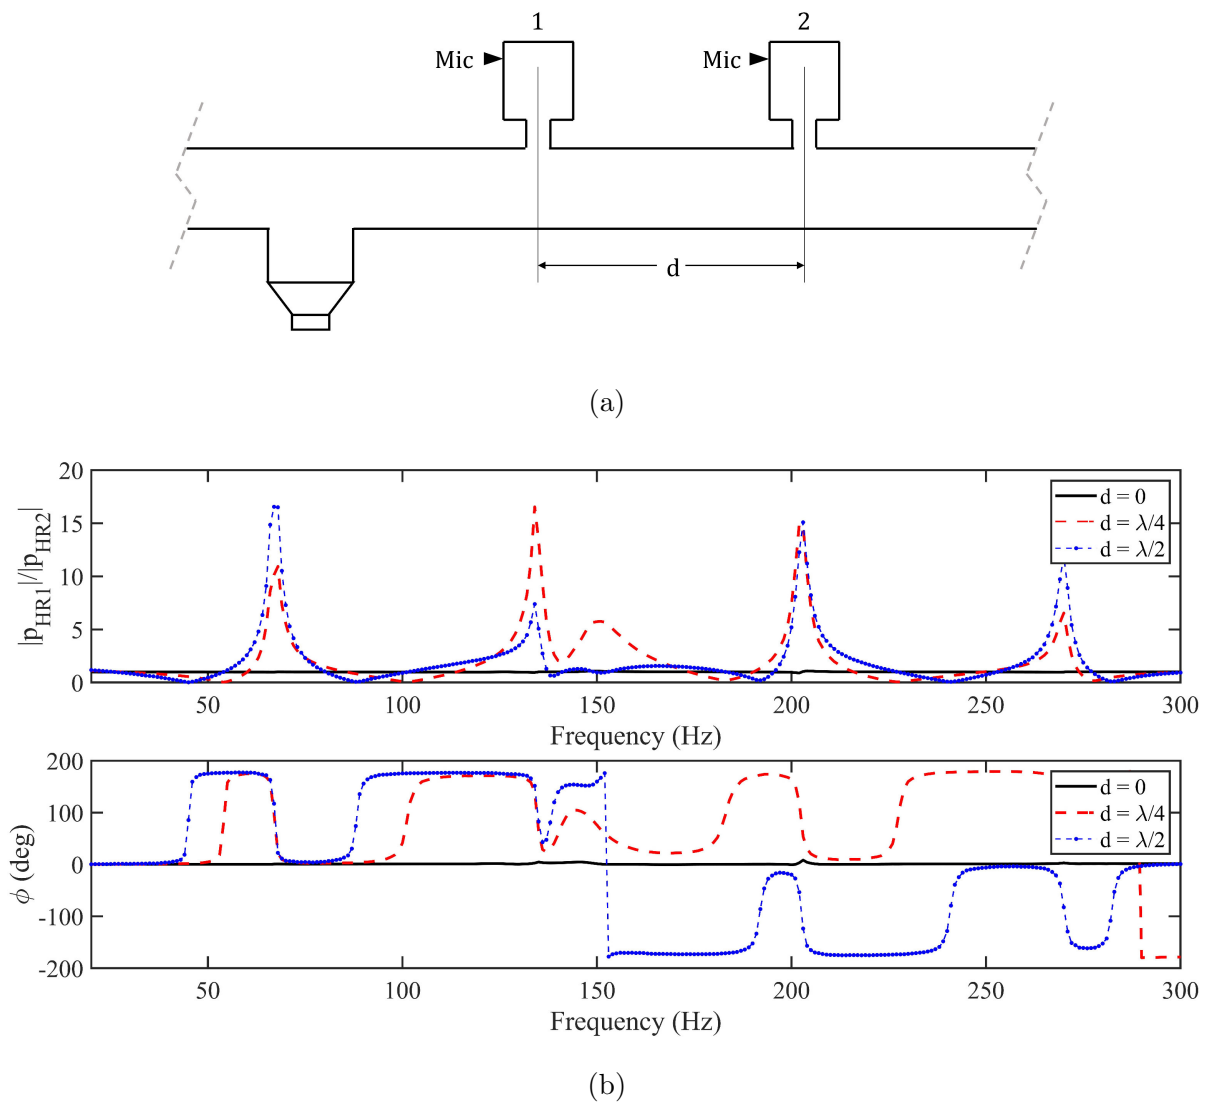 1 2
Mic Mic
d
(a)
20
15
10
5
0
|p_HR1|/|p_HR2|
d = 0
d = λ/4
d = λ/2
50 100 150 200 250 300
Frequency (Hz)
200
100
0
-100
-200
ϕ (deg)
d = 0
d = λ/4
d = λ/2
50 100 150 200 250 300
Frequency (Hz)
(b)